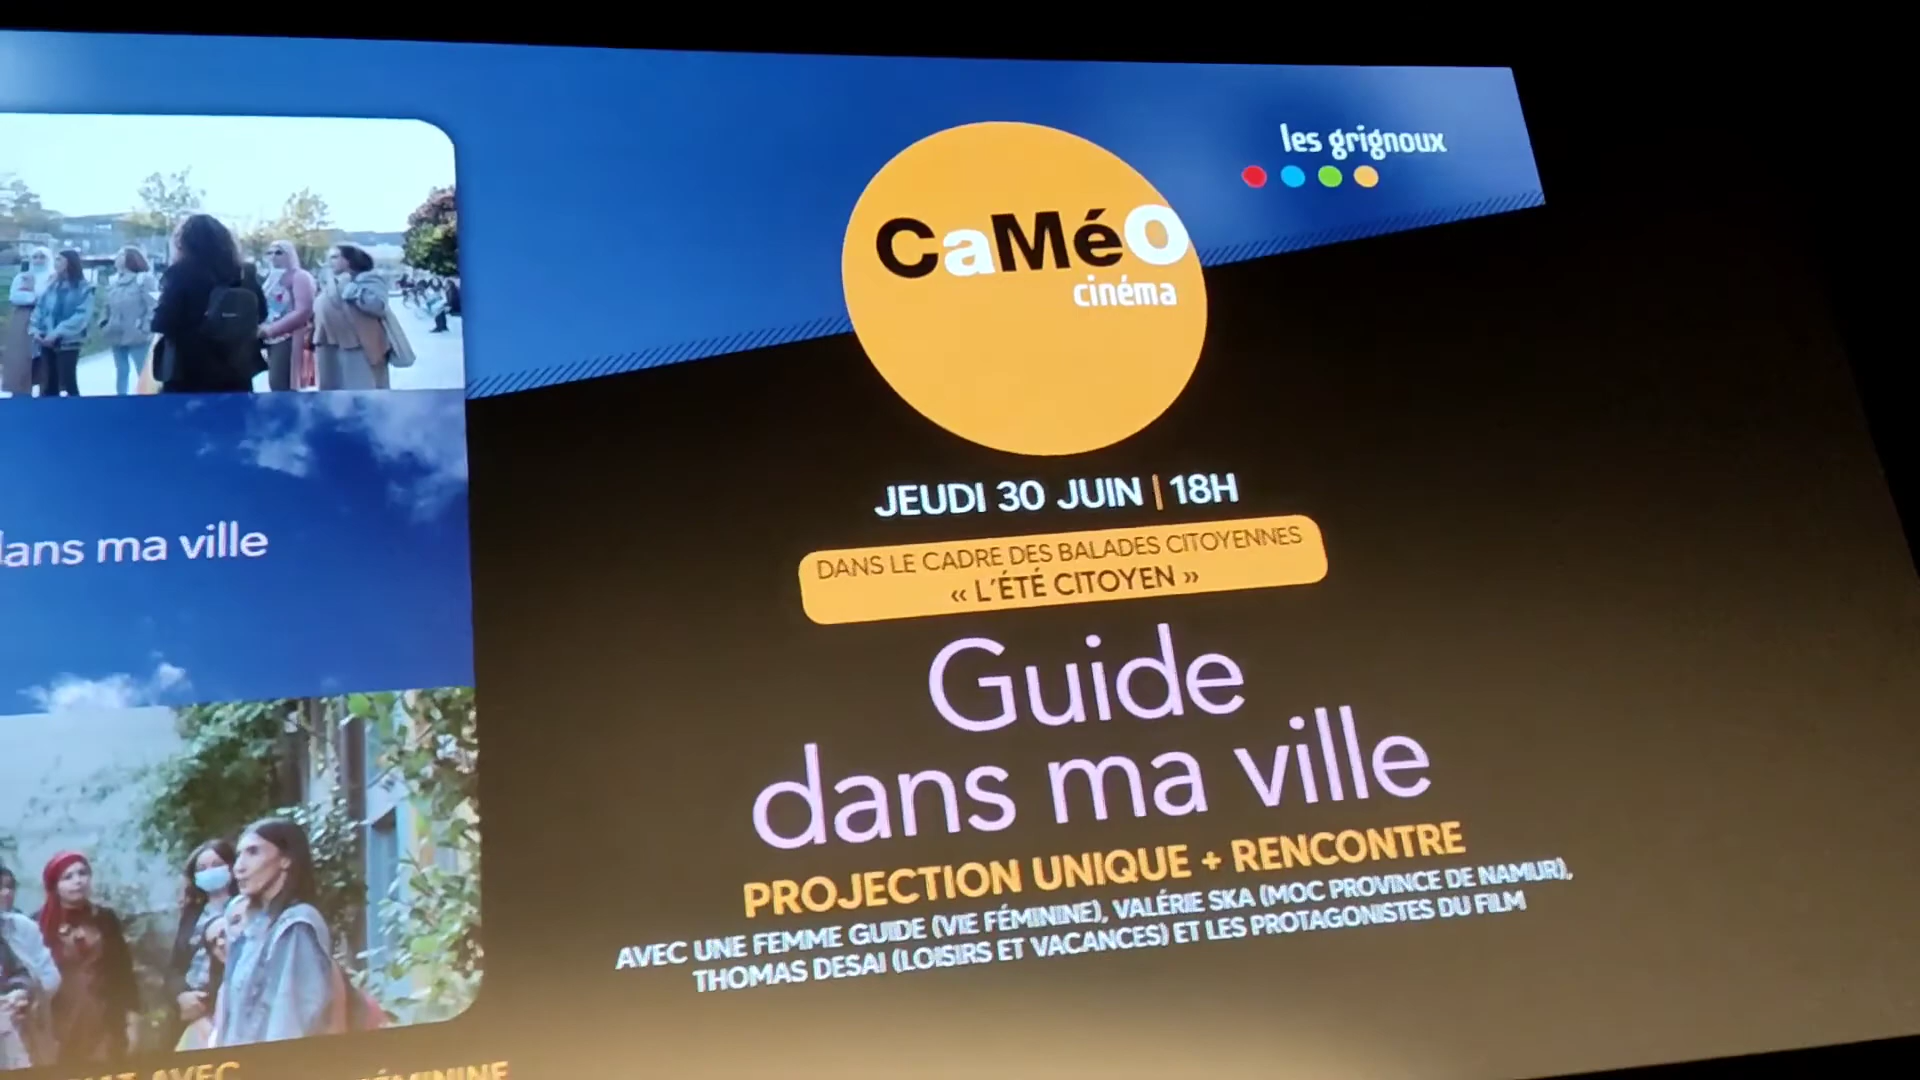 les grignoux
CaMéO
cinéma
JEUDI 30 JUIN | 18H
DANS LE CADRE DES BALADES CITOYENNES
« L'ÉTÉ CITOYEN »
Guide
dans ma ville
PROJECTION UNIQUE + RENCONTRE
AVEC UNE FEMME GUIDE (VIE FÉMININE), VALÉRIE SKA (MOC PROVINCE DE NAMUR),
THOMAS DESAI (LOISIRS ET VACANCES) ET LES PROTAGONISTES DU FILM
ans ma ville
AVEC